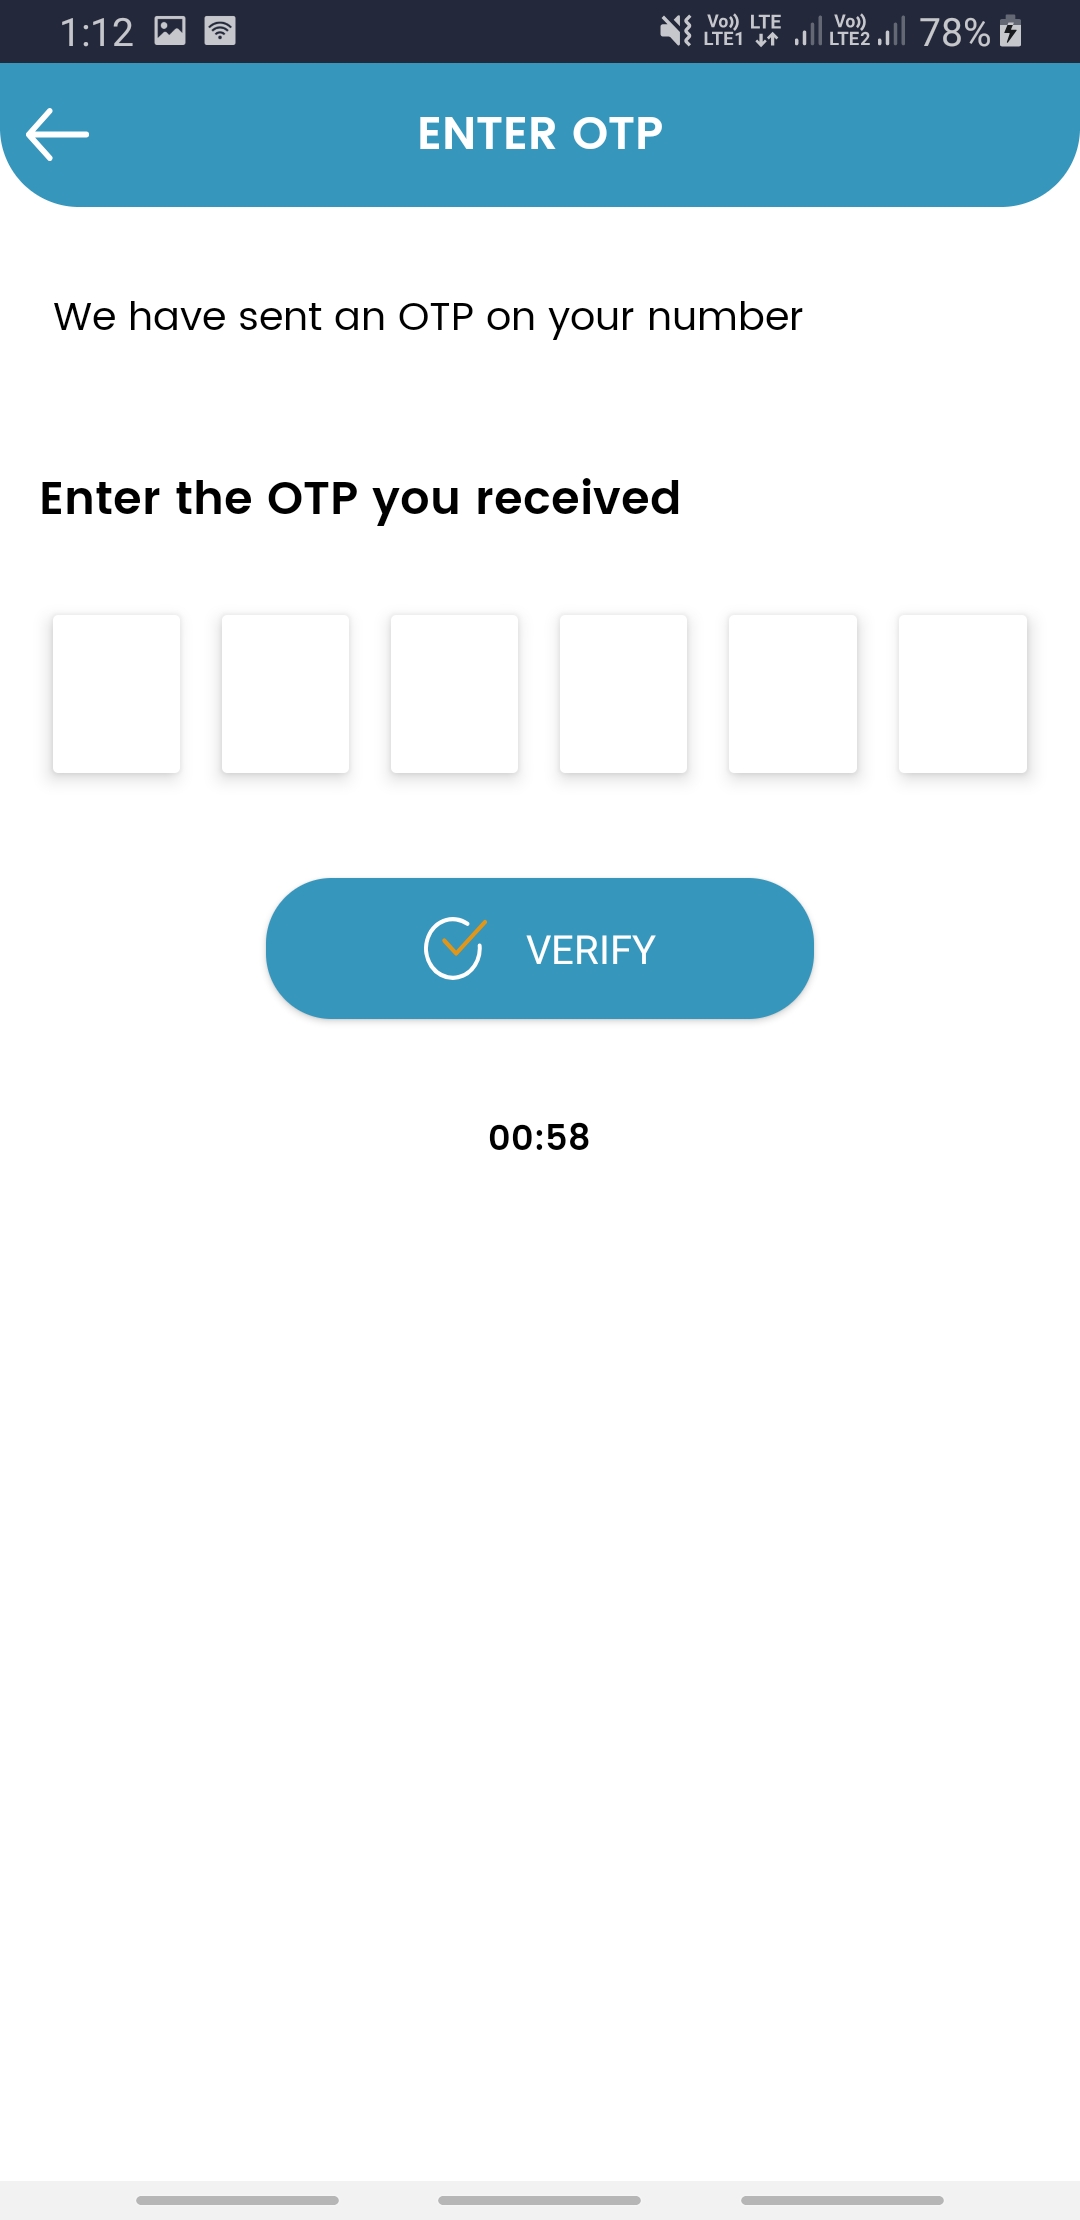 1:12 Vo)) LTE1 LTE Vo)) LTE2 78%
ENTER OTP
We have sent an OTP on your number
Enter the OTP you received
VERIFY
00:58